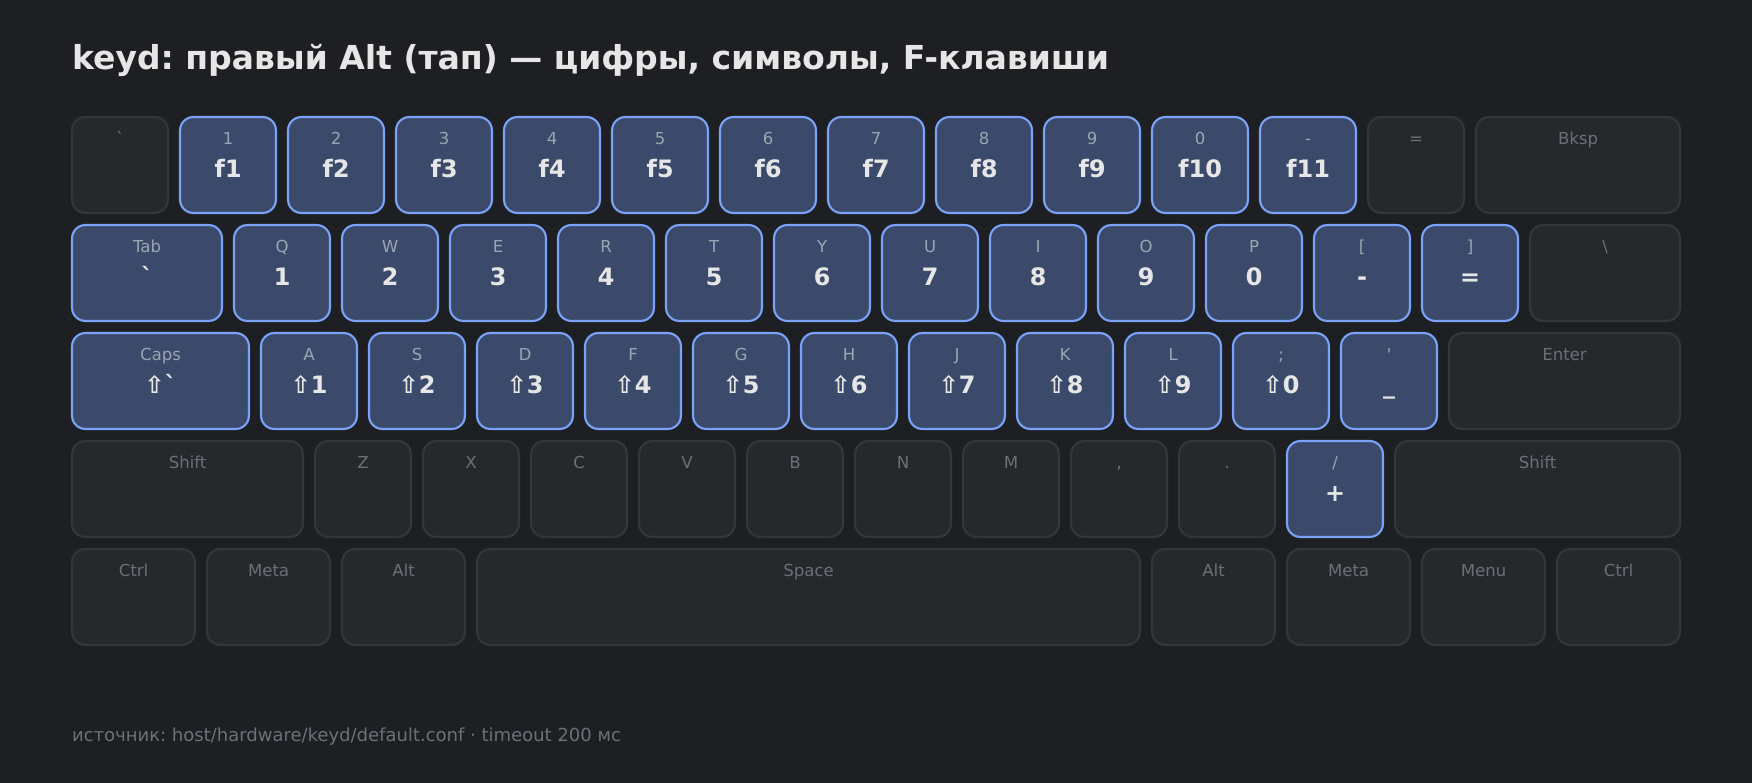 keyd: правый Alt (тап) — цифры, символы, F-клавиши
` 1 2 3 4 5 6 7 8 9 0 - = Bksp
f1 f2 f3 f4 f5 f6 f7 f8 f9 f10 f11
Tab Q W E R T Y U I O P [ ] \
` 1 2 3 4 5 6 7 8 9 0 - =
Caps A S D F G H J K L ; ' Enter
⇧` ⇧1 ⇧2 ⇧3 ⇧4 ⇧5 ⇧6 ⇧7 ⇧8 ⇧9 ⇧0 _
Shift Z X C V B N M , . / Shift
+
Ctrl Meta Alt Space Alt Meta Menu Ctrl
источник: host/hardware/keyd/default.conf · timeout 200 мс